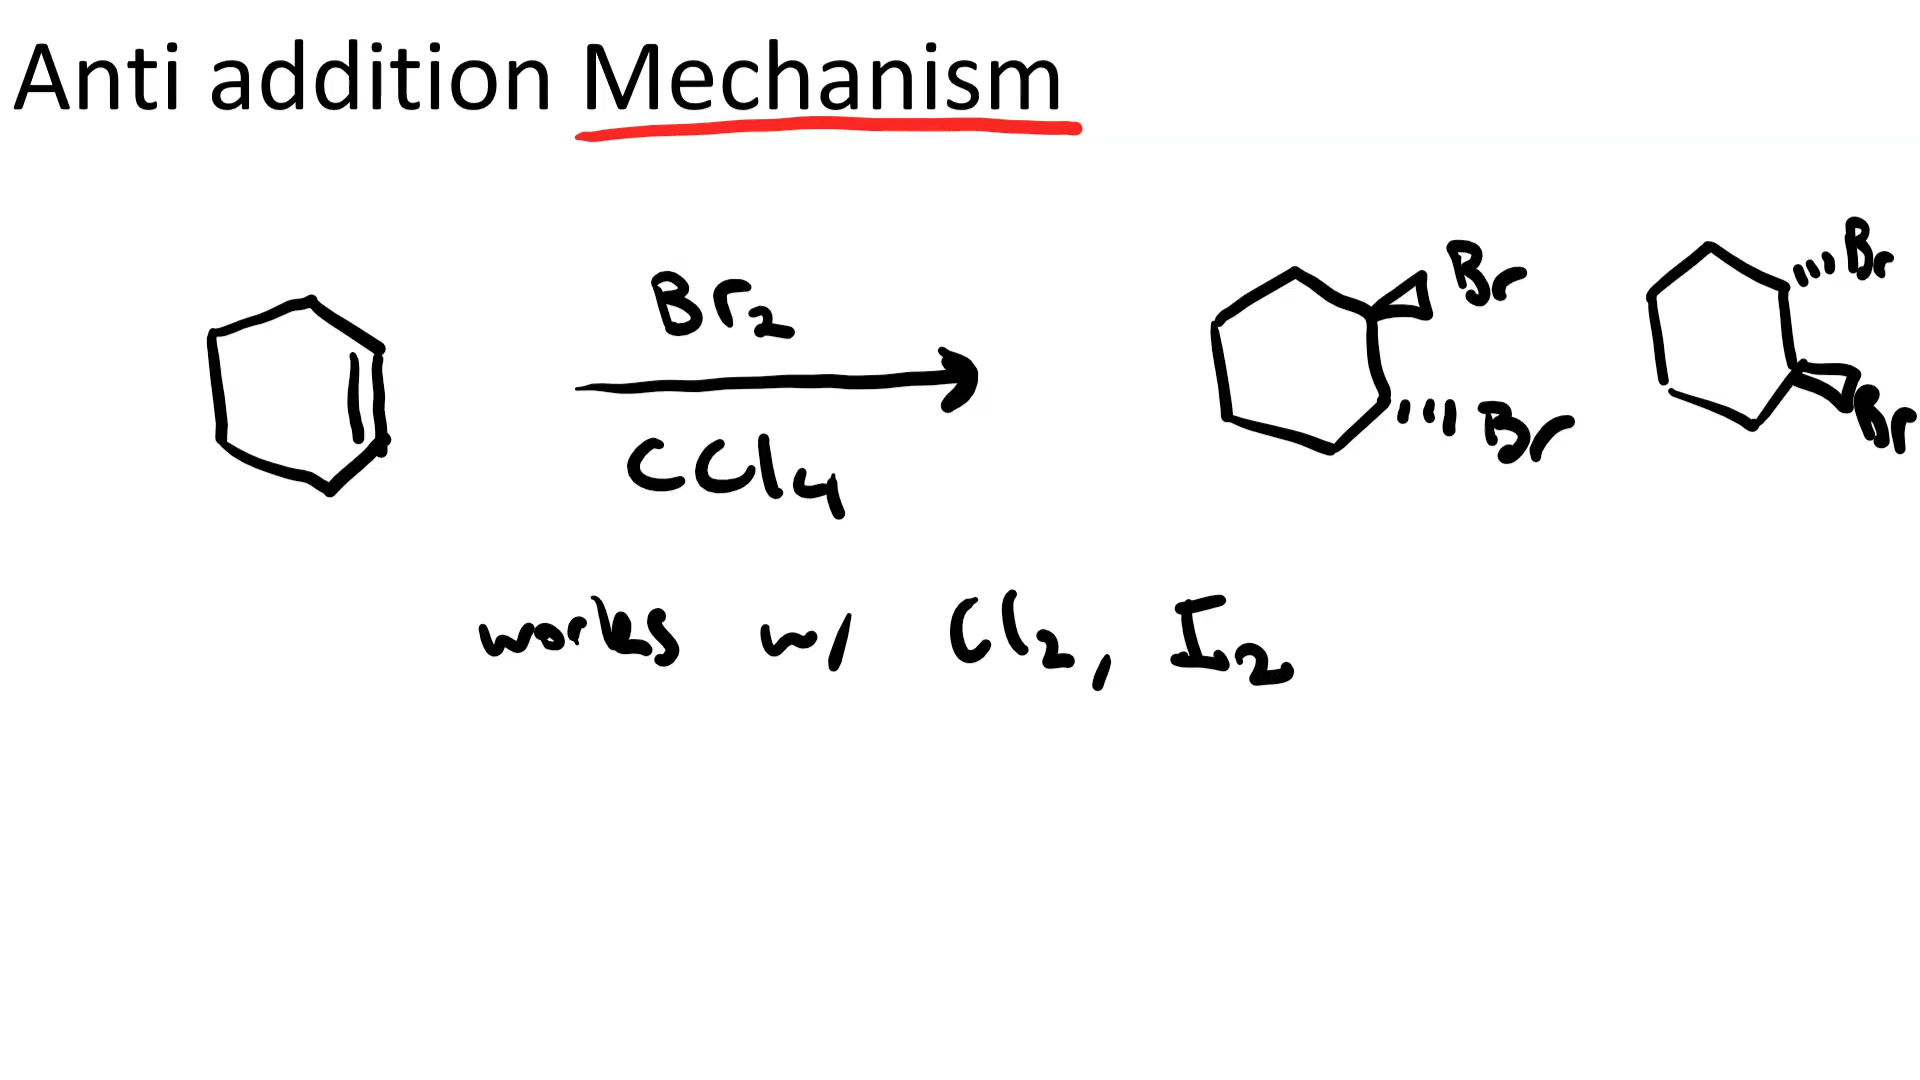 Anti addition Mechanism
Br₂
CCl₄
Br
Br
Br
Br
works w/ Cl₂, I₂